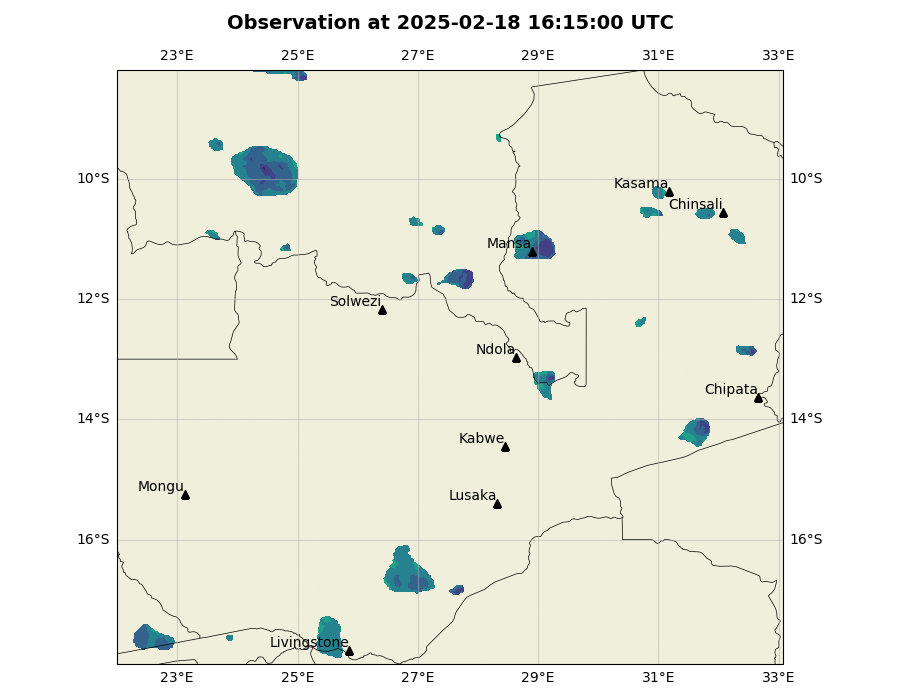 Observation at 2025-02-18 16:15:00 UTC
23°E 25°E 27°E 29°E 31°E 33°E
10°S 10°S
Kasama
Chinsali
Mansa
12°S 12°S
Solwezi
Ndola
Chipata
14°S 14°S
Kabwe
Mongu
Lusaka
16°S 16°S
Livingstone
23°E 25°E 27°E 29°E 31°E 33°E